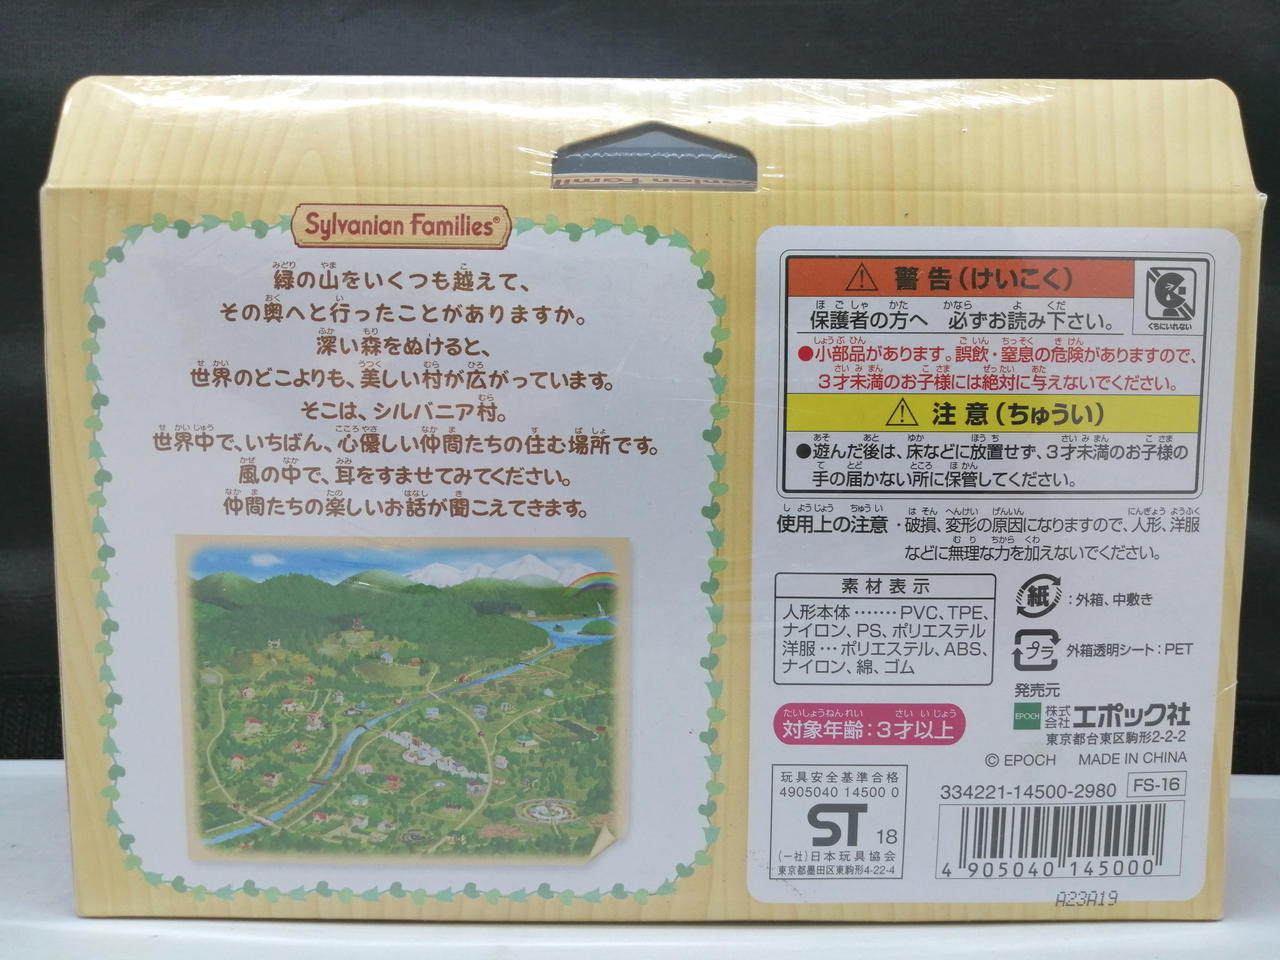 Sylvanian Families®
緑の山をいくつも越えて、
その奥へと行ったことがありますか。
深い森をぬけると、
世界のどこよりも、美しい村が広がっています。
そこは、シルバニア村。
世界中で、いちばん、心優しい仲間たちの住む場所です。
風の中で、耳をすませてみてください。
仲間たちの楽しいお話が聞こえてきます。
警告(けいこく)
くちにいれない
保護者の方へ 必ずお読み下さい。
●小部品があります。誤飲・窒息の危険がありますので、
3才未満のお子様には絶対に与えないでください。
注意(ちゅうい)
●遊んだ後は、床などに放置せず、3才未満のお子様の
手の届かない所に保管してください。
使用上の注意・破損、変形の原因になりますので、人形、洋服
などに無理な力を加えないでください。
素材表示
人形本体……… PVC、TPE、
ナイロン、PS、ポリエステル
洋服…ポリエステル、ABS、
ナイロン、綿、ゴム
紙:外箱、中敷き
プラ 外箱透明シート:PET
対象年齢:3才以上
発売元
EPOCH 株式会社エポック社
東京都台東区駒形2-2-2
© EPOCH MADE IN CHINA
334221-14500-2980 FS-16
玩具安全基準合格
4905040 14500 0
ST 18
(一社)日本玩具協会
東京都墨田区東駒形4-22-4
4 905040 145000
A23A19